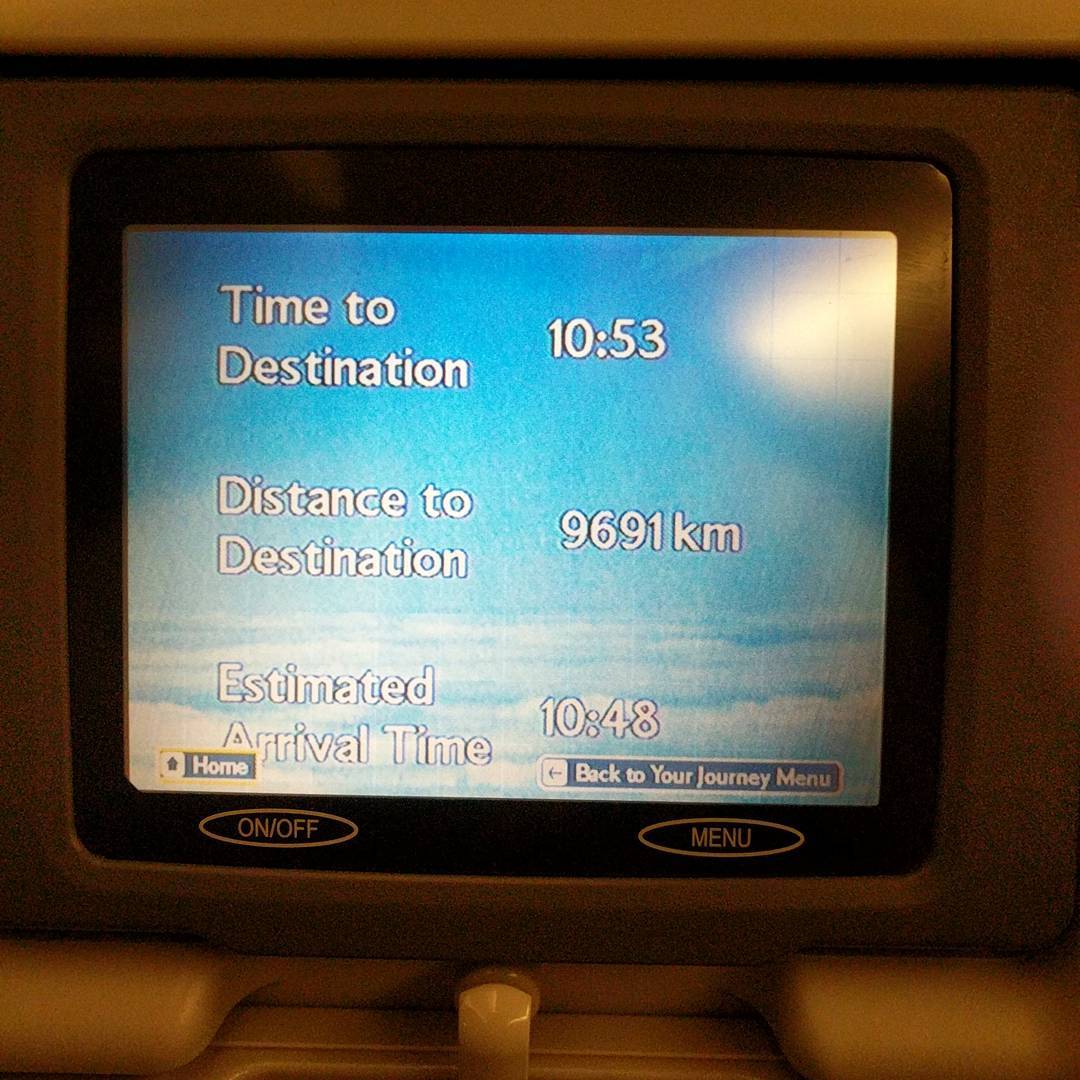 Time to
Destination
10:53
Distance to
Destination
9691 km
Estimated
Arrival Time
10:48
Home
Back to Your Journey Menu
ON/OFF
MENU